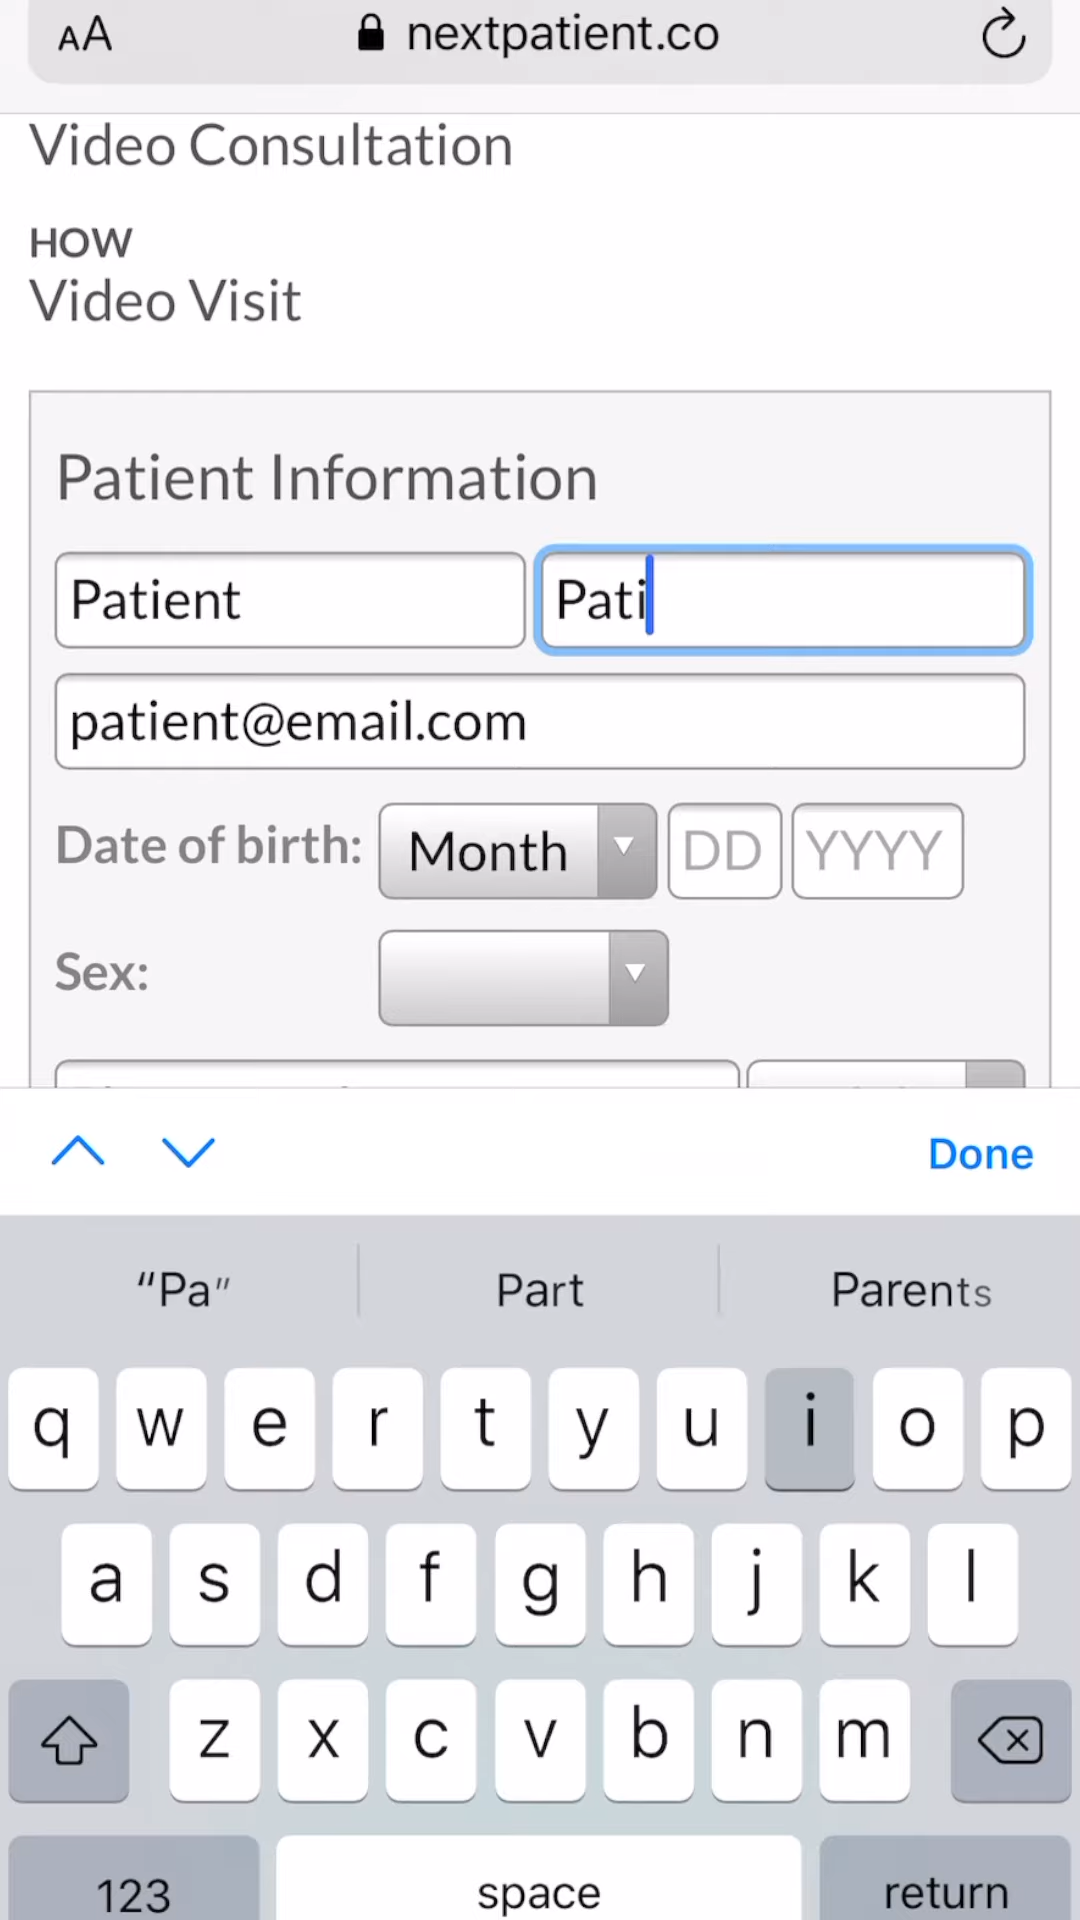 AA nextpatient.co
Video Consultation
HOW
Video Visit
Patient Information
Patient Pati
patient@email.com
Date of birth: Month DD YYYY
Sex:
Done
“Pa” Part Parents
q w e r t y u i o p
a s d f g h j k l
z x c v b n m
123 space return